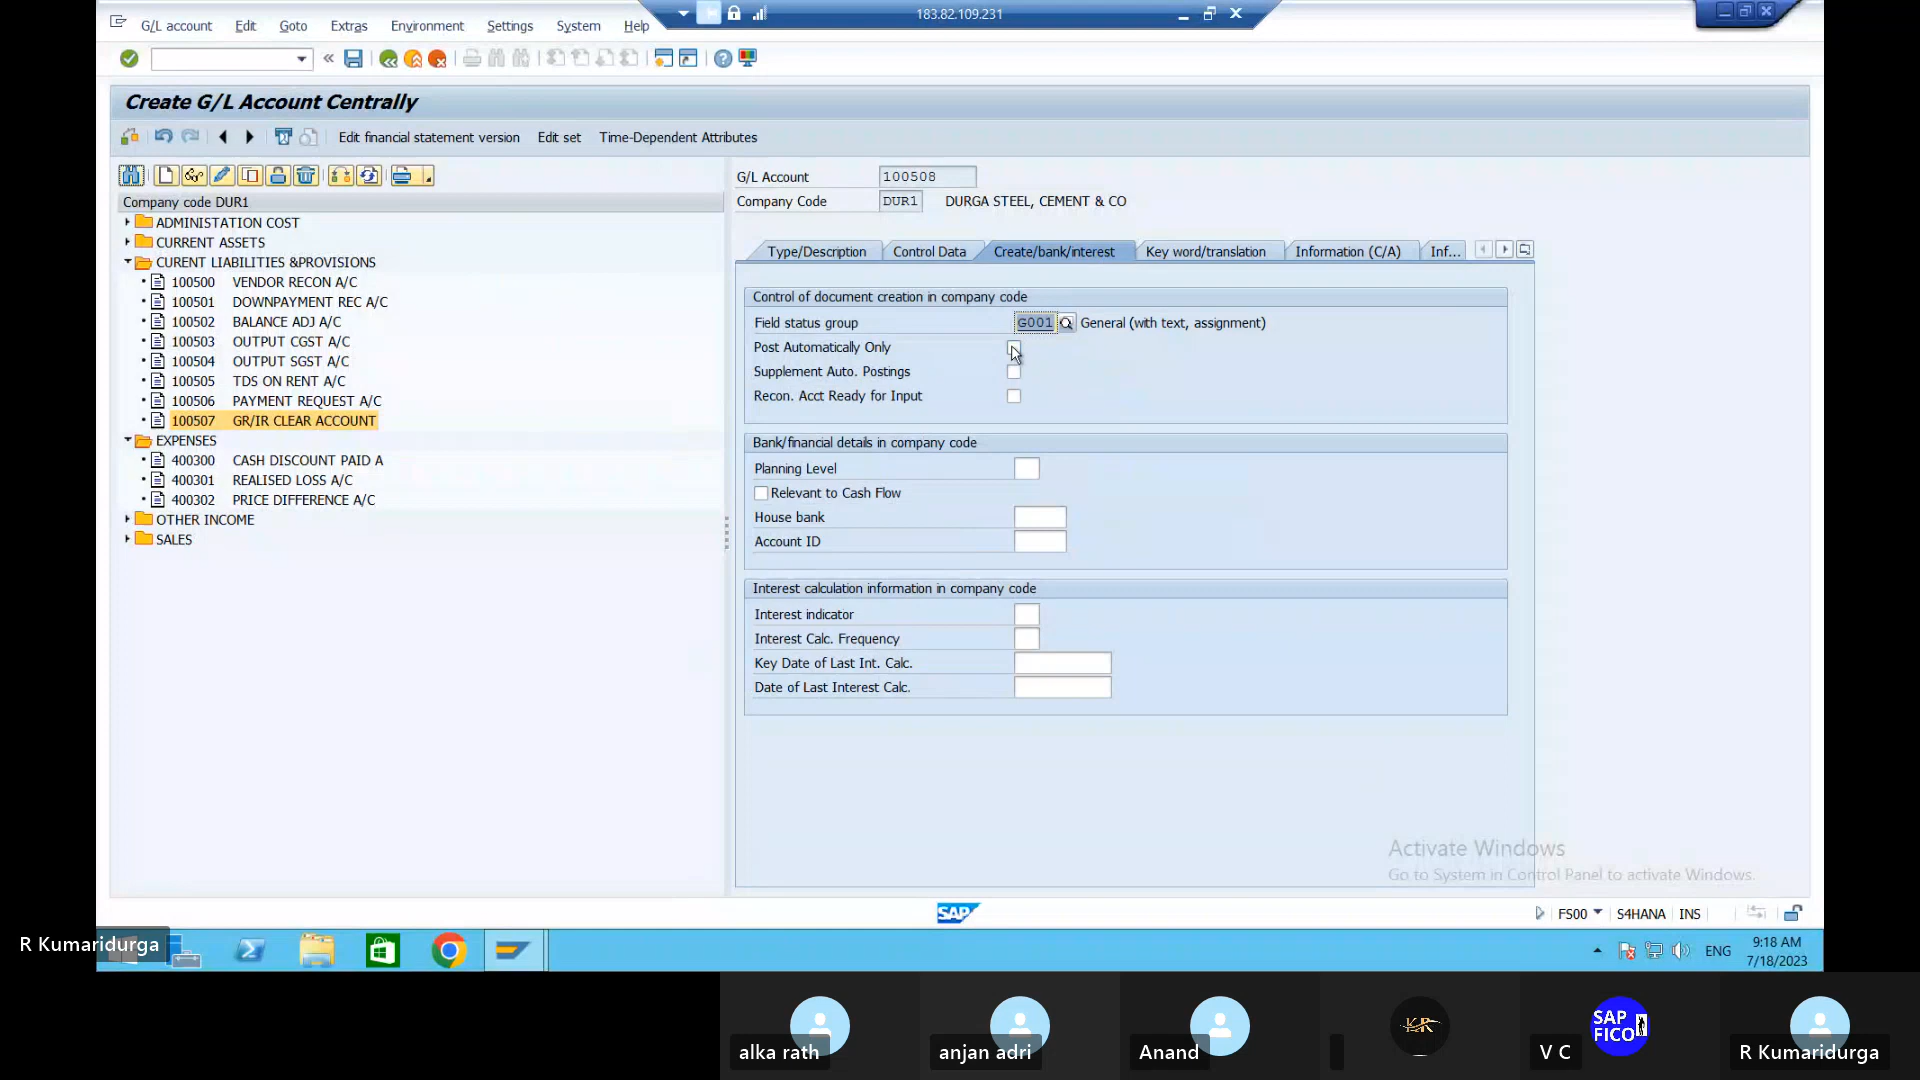 183.82.109.231
G/L account Edit Goto Extras Environment Settings System Help
Create G/L Account Centrally
Edit financial statement version Edit set Time-Dependent Attributes
Company code DUR1
ADMINISTATION COST
CURRENT ASSETS
CURENT LIABILITIES &PROVISIONS
100500 VENDOR RECON A/C
100501 DOWNPAYMENT REC A/C
100502 BALANCE ADJ A/C
100503 OUTPUT CGST A/C
100504 OUTPUT SGST A/C
100505 TDS ON RENT A/C
100506 PAYMENT REQUEST A/C
100507 GR/IR CLEAR ACCOUNT
EXPENSES
400300 CASH DISCOUNT PAID A
400301 REALISED LOSS A/C
400302 PRICE DIFFERENCE A/C
OTHER INCOME
SALES
G/L Account 100508
Company Code DUR1 DURGA STEEL, CEMENT & CO
Type/Description Control Data Create/bank/interest Key word/translation Information (C/A) Inf...
Control of document creation in company code
Field status group G001 General (with text, assignment)
Post Automatically Only
Supplement Auto. Postings
Recon. Acct Ready for Input
Bank/financial details in company code
Planning Level
Relevant to Cash Flow
House bank
Account ID
Interest calculation information in company code
Interest indicator
Interest Calc. Frequency
Key Date of Last Int. Calc.
Date of Last Interest Calc.
Activate Windows
Go to System in Control Panel to activate Windows.
SAP
FS00 S4HANA INS
R Kumaridurga
ENG
9:18 AM
7/18/2023
alka rath
anjan adri
Anand
KR
SAP
FICO
V C
R Kumaridurga